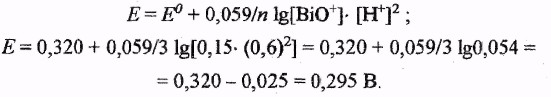 E = E⁰ + 0,059/n lg[BiO⁺]· [H⁺]² ;
E = 0,320 + 0,059/3 lg[0,15· (0,6)²] = 0,320 + 0,059/3 lg0,054 =
= 0,320 – 0,025 = 0,295 В.